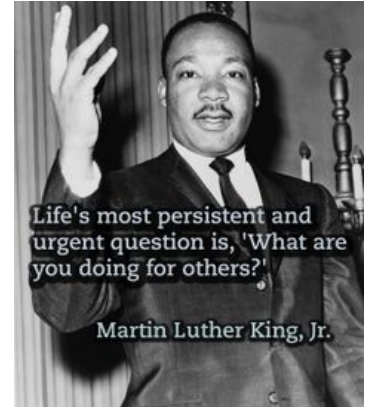 Life's most persistent and
urgent question is, 'What are
you doing for others?'
Martin Luther King, Jr.